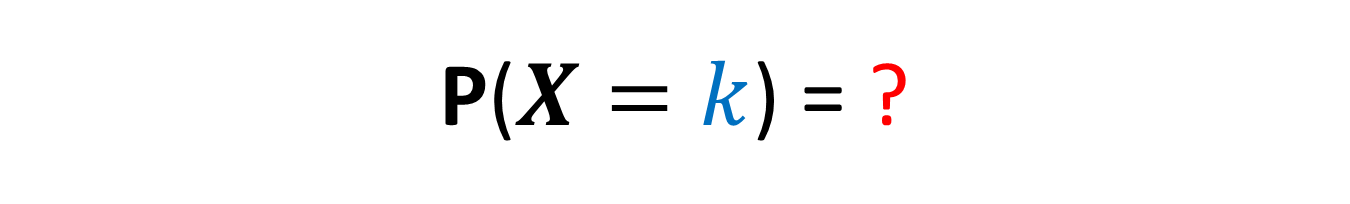 P(X = k) = ?